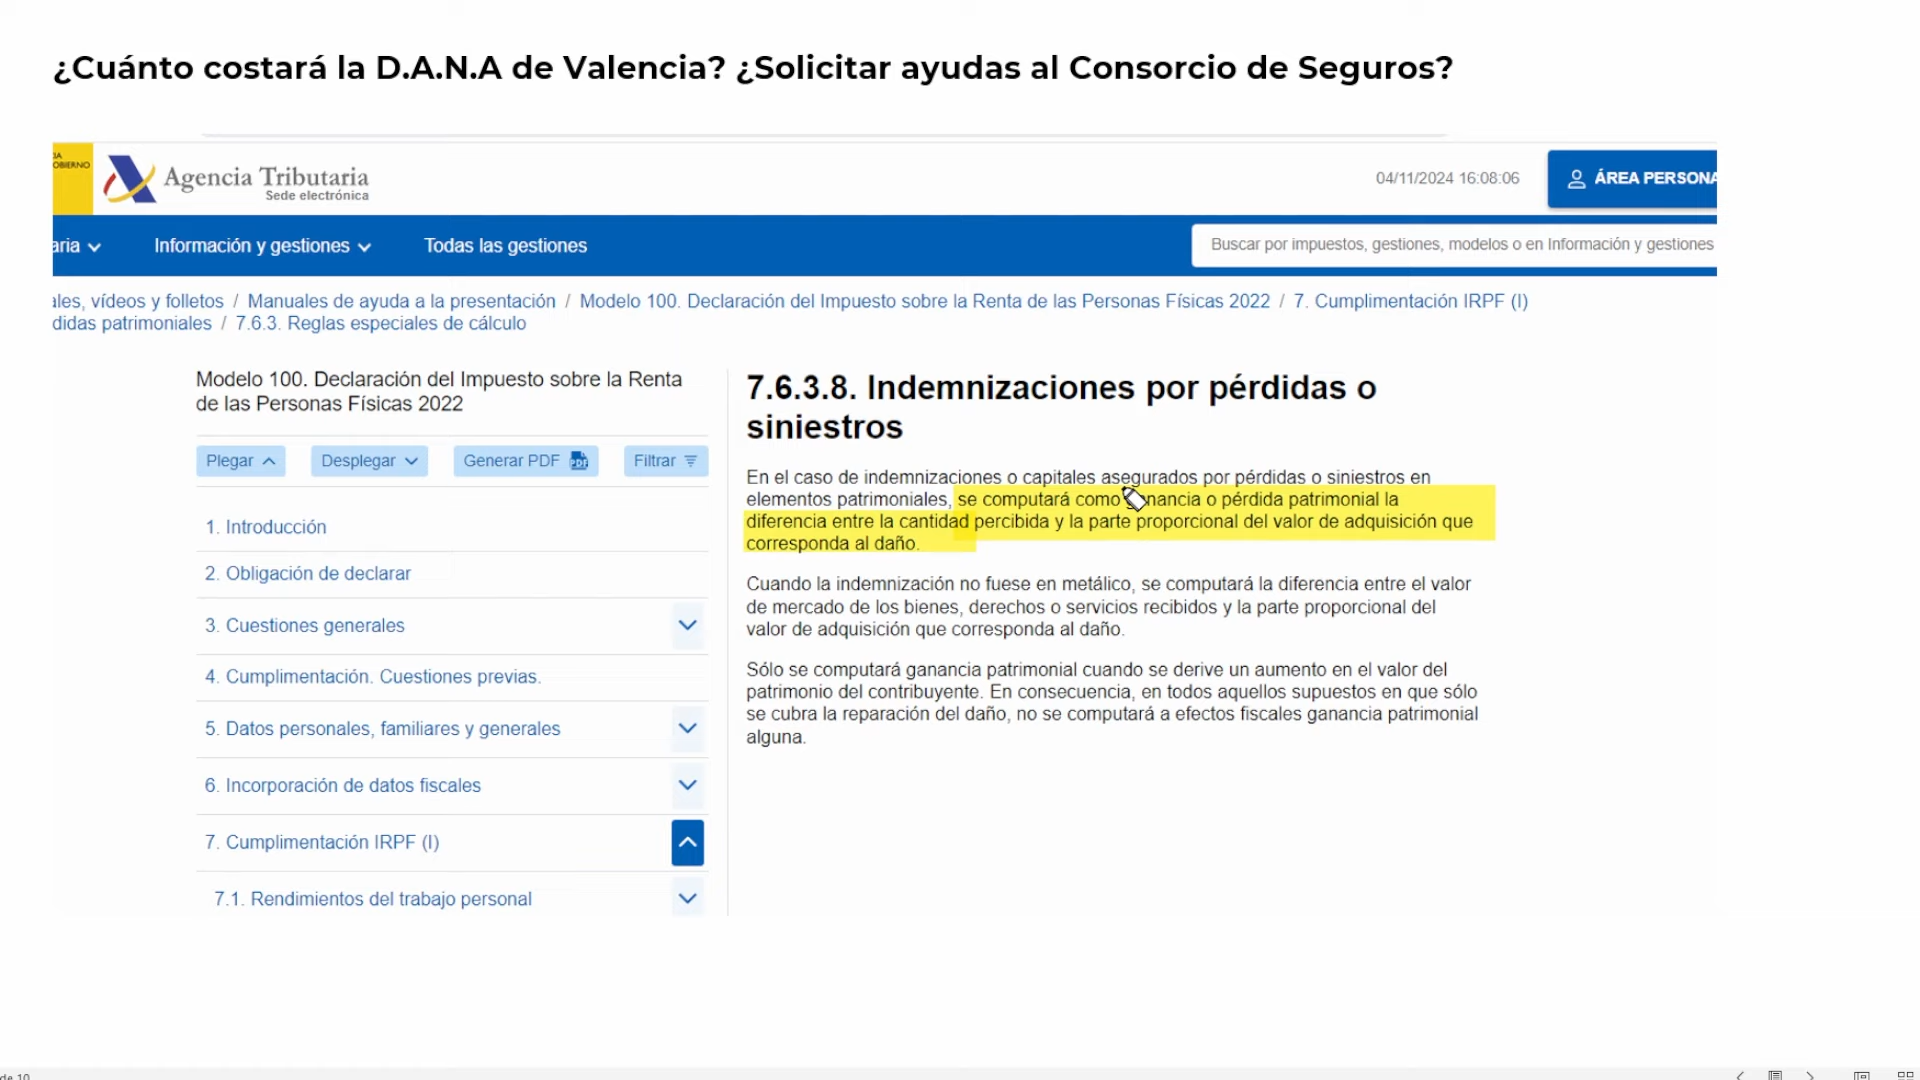 ¿Cuánto costará la D.A.N.A de Valencia? ¿Solicitar ayudas al Consorcio de Seguros?
IA
OBIERNO
Agencia Tributaria
Sede electrónica
04/11/2024 16:08:06
ÁREA PERSONA
aria
Información y gestiones
Todas las gestiones
Buscar por impuestos, gestiones, modelos o en Información y gestiones
ales, vídeos y folletos / Manuales de ayuda a la presentación / Modelo 100. Declaración del Impuesto sobre la Renta de las Personas Físicas 2022 / 7. Cumplimentación IRPF (I)
didas patrimoniales / 7.6.3. Reglas especiales de cálculo
Modelo 100. Declaración del Impuesto sobre la Renta
de las Personas Físicas 2022
Plegar
Desplegar
Generar PDF
PDF
Filtrar
1. Introducción
2. Obligación de declarar
3. Cuestiones generales
4. Cumplimentación. Cuestiones previas.
5. Datos personales, familiares y generales
6. Incorporación de datos fiscales
7. Cumplimentación IRPF (I)
7.1. Rendimientos del trabajo personal
7.6.3.8. Indemnizaciones por pérdidas o
siniestros
En el caso de indemnizaciones o capitales asegurados por pérdidas o siniestros en
elementos patrimoniales, se computará como ganancia o pérdida patrimonial la
diferencia entre la cantidad percibida y la parte proporcional del valor de adquisición que
corresponda al daño.
Cuando la indemnización no fuese en metálico, se computará la diferencia entre el valor
de mercado de los bienes, derechos o servicios recibidos y la parte proporcional del
valor de adquisición que corresponda al daño.
Sólo se computará ganancia patrimonial cuando se derive un aumento en el valor del
patrimonio del contribuyente. En consecuencia, en todos aquellos supuestos en que sólo
se cubra la reparación del daño, no se computará a efectos fiscales ganancia patrimonial
alguna.
de 10